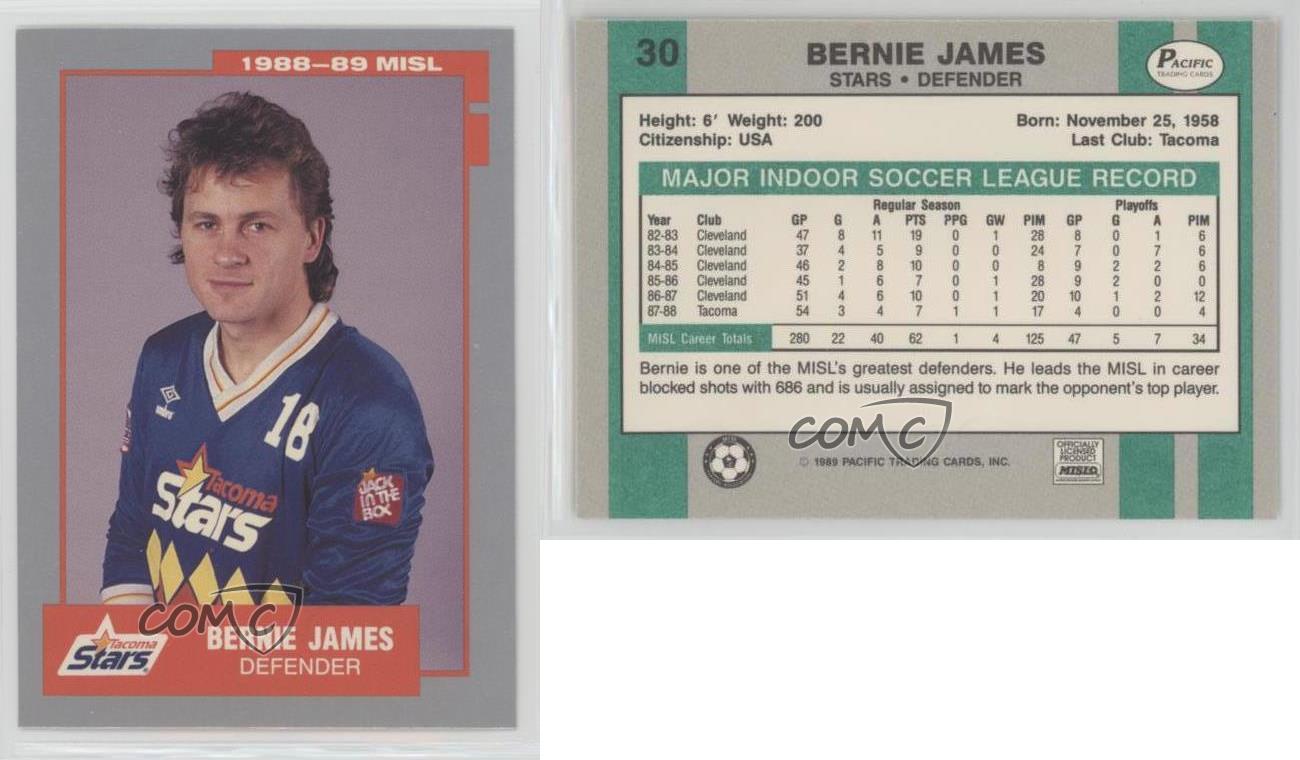 1988-89 MISL
umbro
18
Tacoma
Stars
JACK
IN THE
BOX
COMC
Tacoma
Stars
BERNIE JAMES
DEFENDER
30
BERNIE JAMES
STARS • DEFENDER
PACIFIC
TRADING CARDS
Height: 6' Weight: 200 Born: November 25, 1958
Citizenship: USA Last Club: Tacoma
MAJOR INDOOR SOCCER LEAGUE RECORD
Regular Season Playoffs
Year Club GP G A PTS PPG GW PIM GP G A PIM
82-83 Cleveland 47 8 11 19 0 1 28 8 0 1 6
83-84 Cleveland 37 4 5 9 0 0 24 7 0 7 6
84-85 Cleveland 46 2 8 10 0 0 8 9 2 2 6
85-86 Cleveland 45 1 6 7 0 1 28 9 2 0 0
86-87 Cleveland 51 4 6 10 0 1 20 10 1 2 12
87-88 Tacoma 54 3 4 7 1 1 17 4 0 0 4
MISL Career Totals 280 22 40 62 1 4 125 47 5 7 34
Bernie is one of the MISL's greatest defenders. He leads the MISL in career
blocked shots with 686 and is usually assigned to mark the opponent's top player.
COMC
© 1989 PACIFIC TRADING CARDS, INC.
OFFICIALLY
LICENSED
PRODUCT
MISL